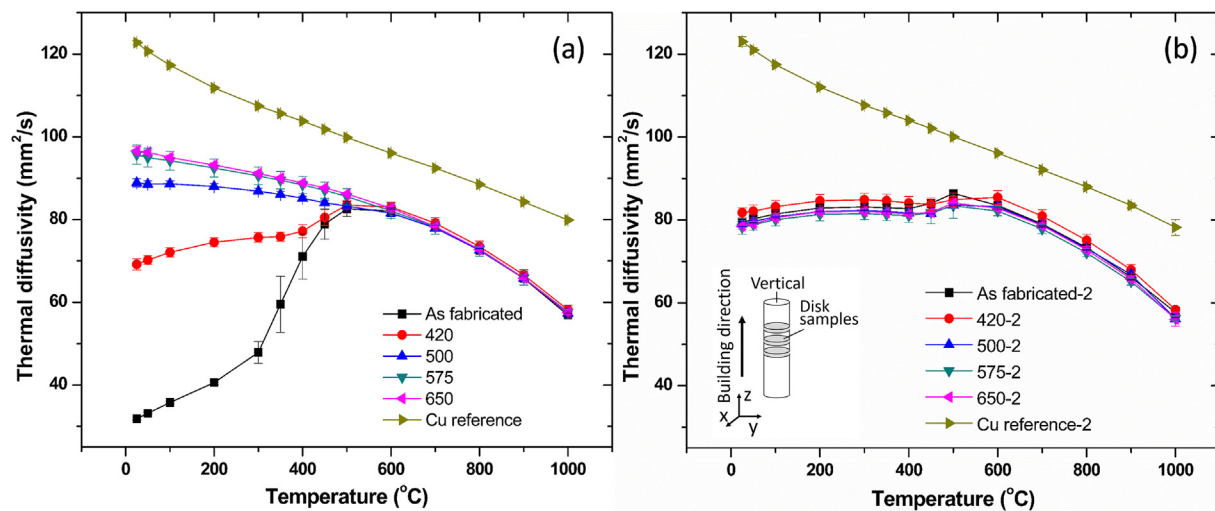 (a)
Thermal diffusivity (mm²/s)
120
100
80
60
40
As fabricated
420
500
575
650
Cu reference
0
200
400
600
800
1000
Temperature (°C)
(b)
Thermal diffusivity (mm²/s)
120
100
80
60
40
Building direction
Vertical
Disk
samples
z
x
y
As fabricated-2
420-2
500-2
575-2
650-2
Cu reference-2
0
200
400
600
800
1000
Temperature (°C)